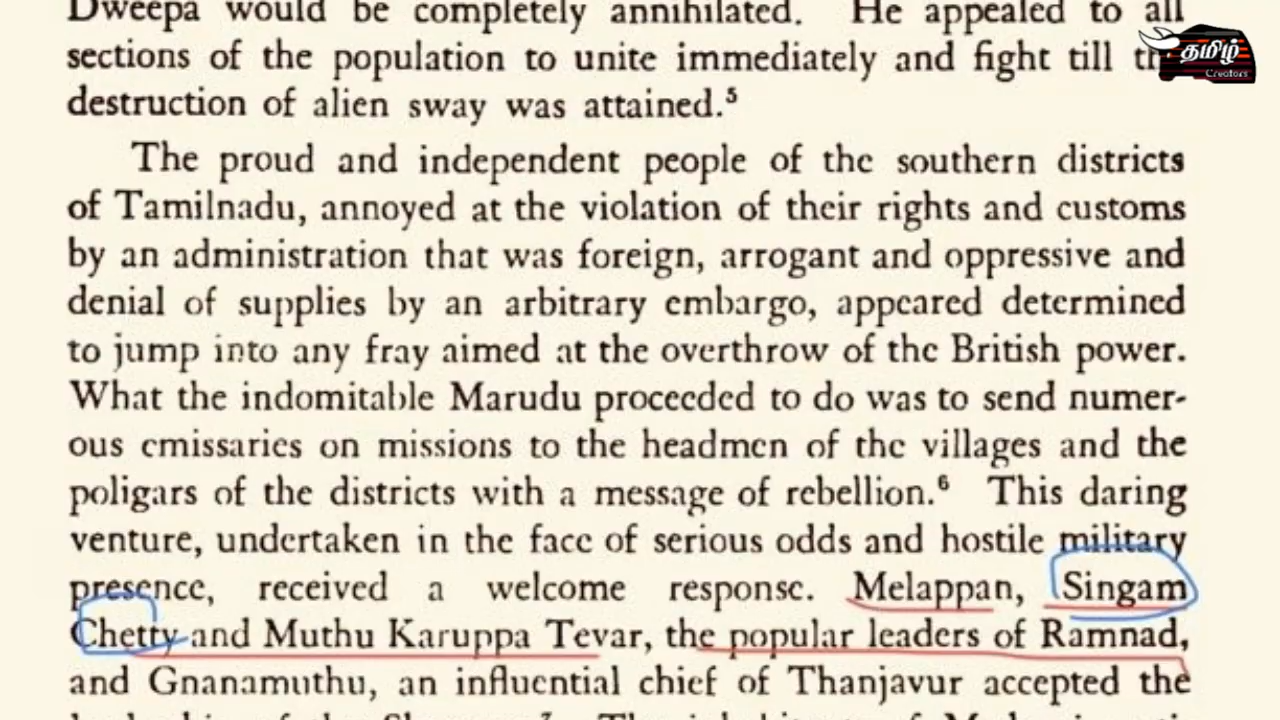 Dweepa would be completely annihilated. He appealed to all
sections of the population to unite immediately and fight till
destruction of alien sway was attained.⁵
தமிழ்
Creators
The proud and independent people of the southern districts
of Tamilnadu, annoyed at the violation of their rights and customs
by an administration that was foreign, arrogant and oppressive and
denial of supplies by an arbitrary embargo, appeared determined
to jump into any fray aimed at the overthrow of the British power.
What the indomitable Marudu proceeded to do was to send numer-
ous emissaries on missions to the headmen of the villages and the
poligars of the districts with a message of rebellion.⁶ This daring
venture, undertaken in the face of serious odds and hostile military
presence, received a welcome response. Melappan, Singam
Chetty and Muthu Karuppa Tevar, the popular leaders of Ramnad,
and Gnanamuthu, an influential chief of Thanjavur accepted the